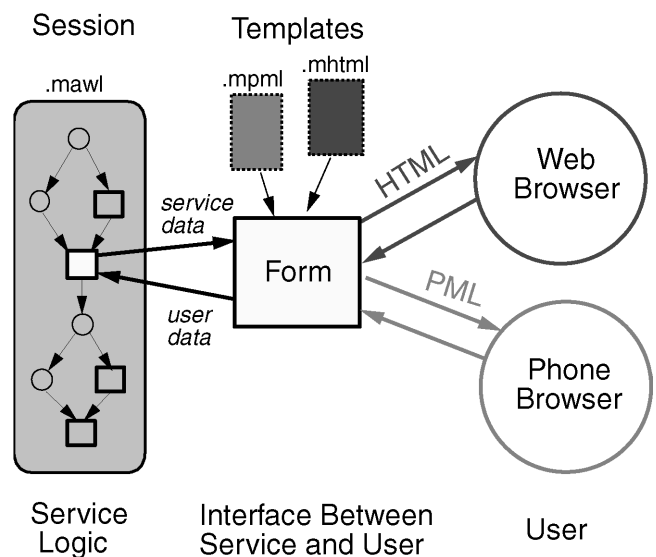 Session
Templates
.mawl
.mpml
.mhtml
service
data
user
data
Form
HTML
PML
Web
Browser
Phone
Browser
Service
Logic
Interface Between
Service and User
User